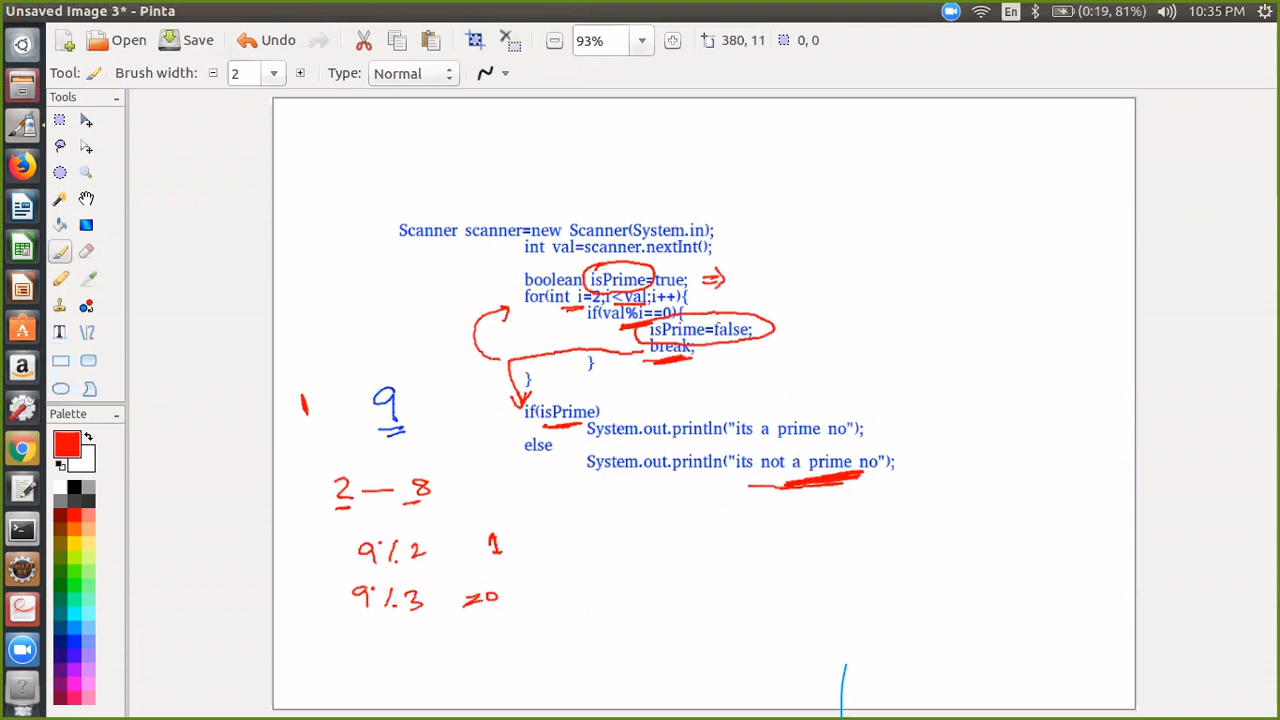 Unsaved Image 3* - Pinta
En
(0:19, 81%)
10:35 PM
Open
Save
Undo
93%
380, 11
0, 0
Tool:
Brush width:
2
Type:
Normal
Tools
Palette
Scanner scanner=new Scanner(System.in);
int val=scanner.nextInt();
boolean isPrime=true;
for(int i=2;i<val;i++){
if(val%i==0){
isPrime=false;
break;
}
}
if(isPrime)
System.out.println("its a prime no");
else
System.out.println("its not a prime no");
1
9
2 — 8
9%2 1
9%3 =0